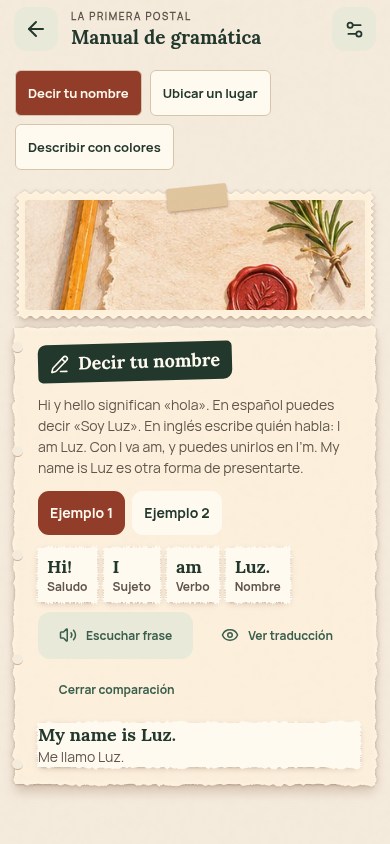 LA PRIMERA POSTAL
Manual de gramática
Decir tu nombre
Ubicar un lugar
Describir con colores
Decir tu nombre
Hi y hello significan «hola». En español puedes
decir «Soy Luz». En inglés escribe quién habla: I
am Luz. Con I va am, y puedes unirlos en I'm. My
name is Luz es otra forma de presentarte.
Ejemplo 1
Ejemplo 2
Hi!
Saludo
I
Sujeto
am
Verbo
Luz.
Nombre
Escuchar frase
Ver traducción
Cerrar comparación
My name is Luz.
Me llamo Luz.